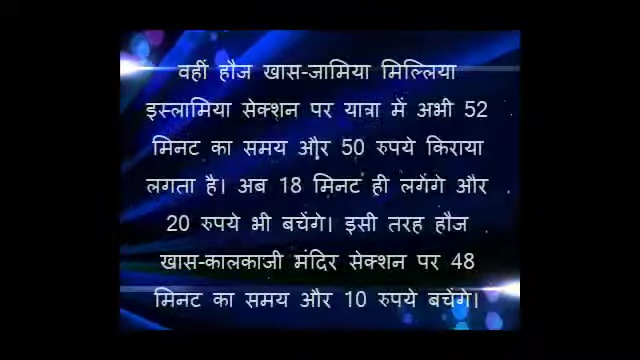 वहीं हौज खास-जामिया मिल्लिया
इस्लामिया सेक्शन पर यात्रा में अभी 52
मिनट का समय और 50 रुपये किराया
लगता है। अब 18 मिनट ही लगेंगे और
20 रुपये भी बचेंगे। इसी तरह हौज
खास-कालकाजी मंदिर सेक्शन पर 48
मिनट का समय और 10 रुपये बचेंगे।